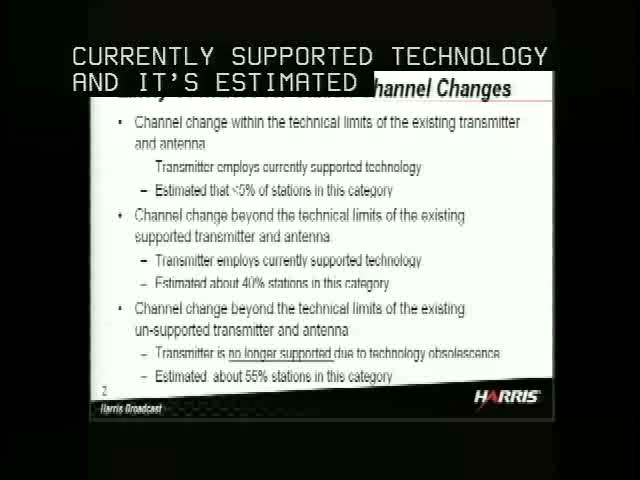 CURRENTLY SUPPORTED TECHNOLOGY
AND IT'S ESTIMATED
Channel Changes
• Channel change within the technical limits of the existing transmitter
and antenna
Transmitter employs currently supported technology
– Estimated that <5% of stations in this category
• Channel change beyond the technical limits of the existing
supported transmitter and antenna
– Transmitter employs currently supported technology
– Estimated about 40% stations in this category
• Channel change beyond the technical limits of the existing
un-supported transmitter and antenna
– Transmitter is no longer supported due to technology obsolescence
– Estimated about 55% stations in this category
2
Harris Broadcast
HARRIS